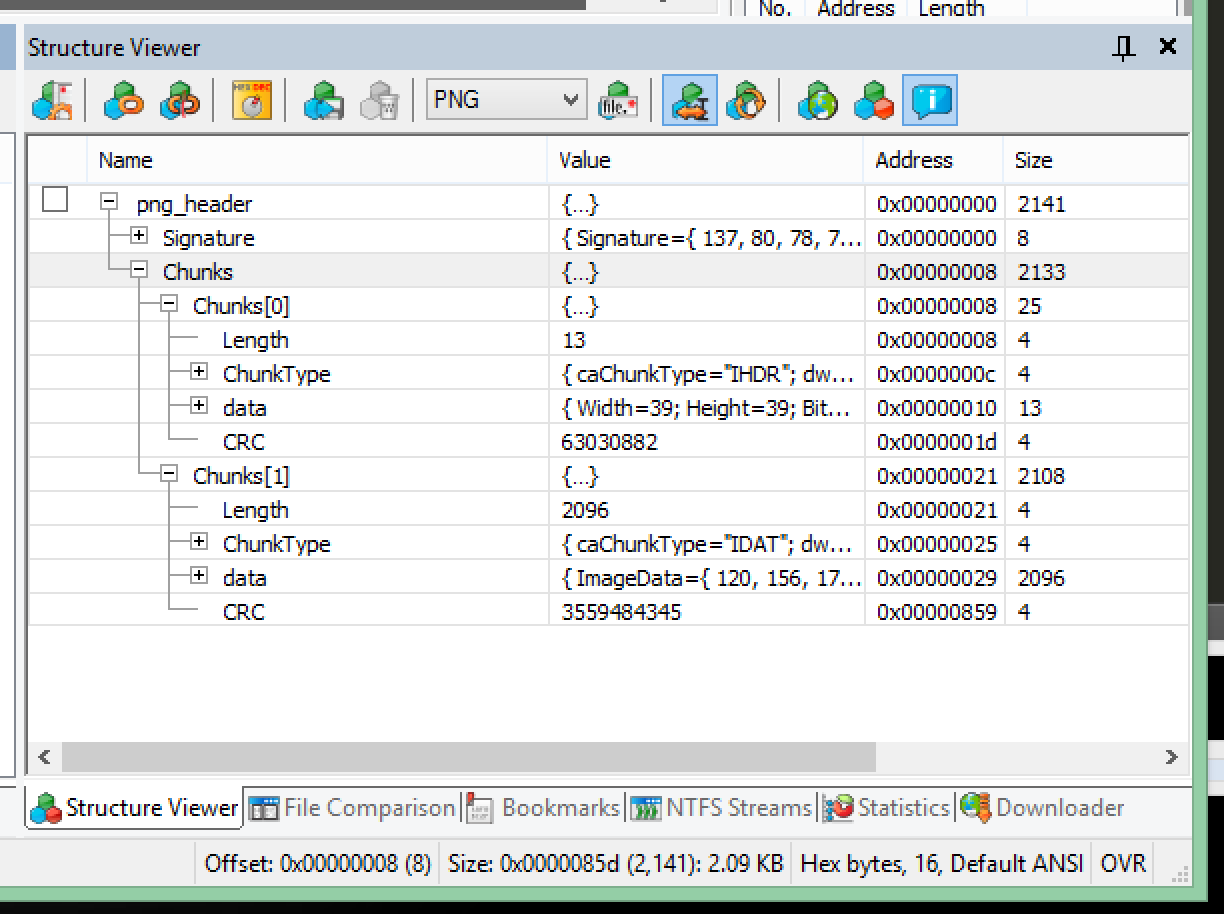 No. Address Length
Structure Viewer
HEX DEC PNG file.*
Name Value Address Size
png_header {...} 0x00000000 2141
Signature { Signature={ 137, 80, 78, 7... 0x00000000 8
Chunks {...} 0x00000008 2133
Chunks[0] {...} 0x00000008 25
Length 13 0x00000008 4
ChunkType { caChunkType="IHDR"; dw... 0x0000000c 4
data { Width=39; Height=39; Bit... 0x00000010 13
CRC 63030882 0x0000001d 4
Chunks[1] {...} 0x00000021 2108
Length 2096 0x00000021 4
ChunkType { caChunkType="IDAT"; dw... 0x00000025 4
data { ImageData={ 120, 156, 17... 0x00000029 2096
CRC 3559484345 0x00000859 4
Structure Viewer File Comparison Bookmarks NTFS Streams Statistics Downloader
Offset: 0x00000008 (8) Size: 0x0000085d (2,141): 2.09 KB Hex bytes, 16, Default ANSI OVR